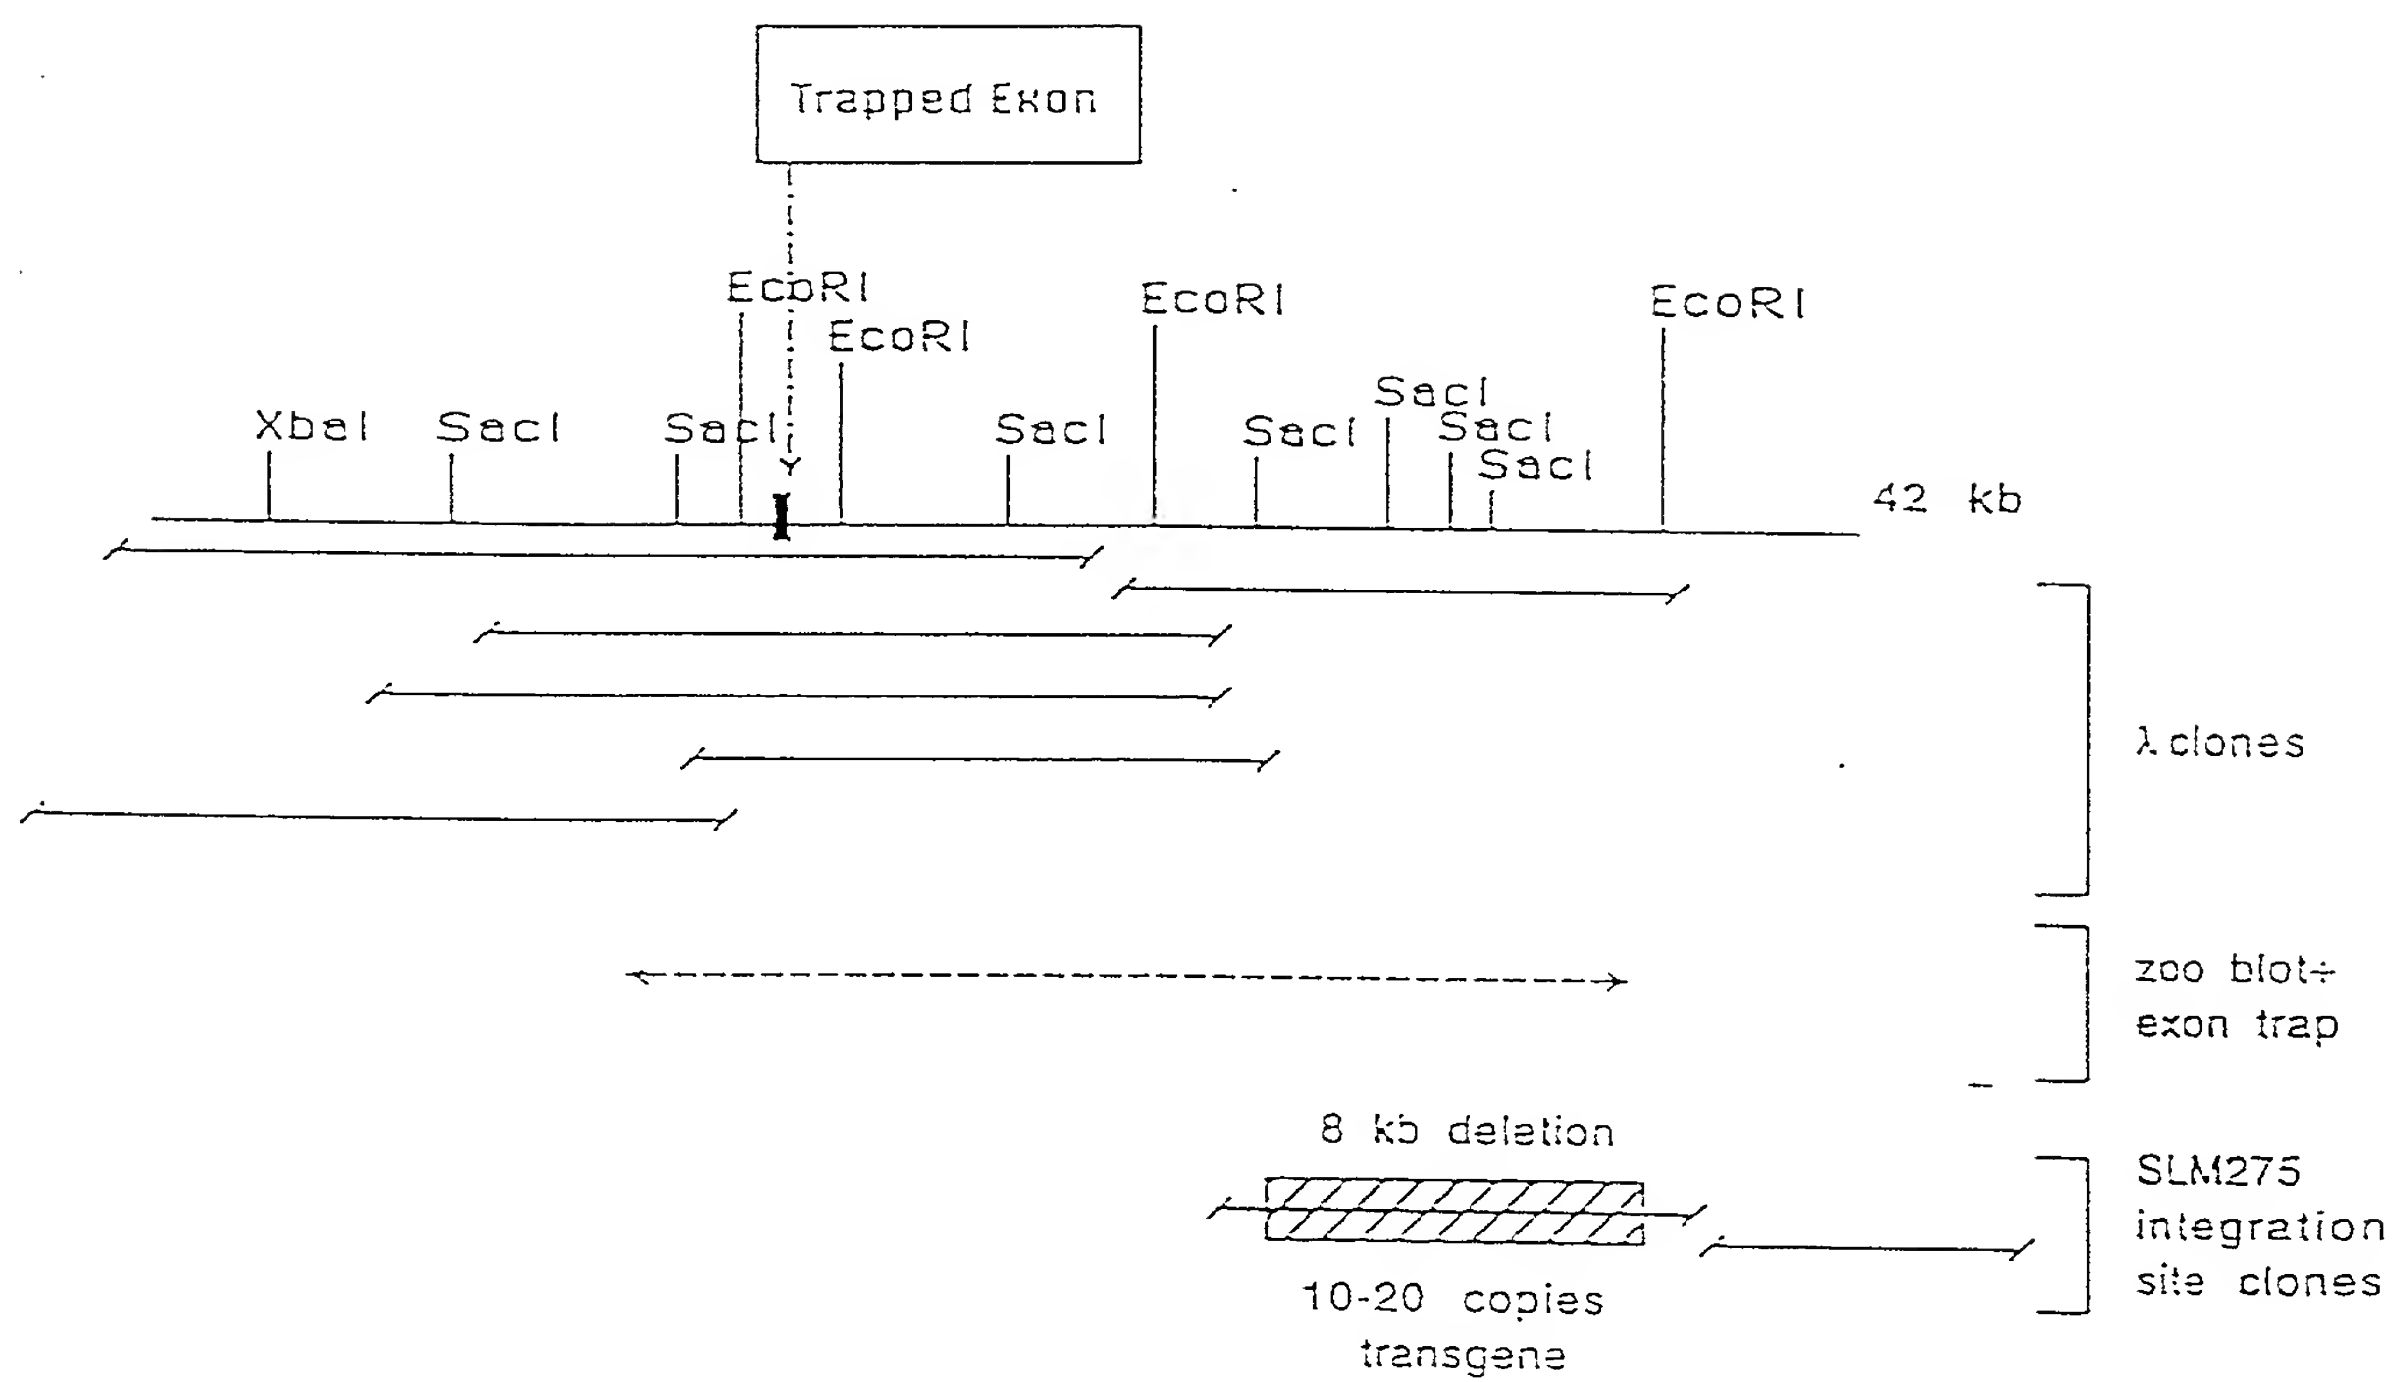 Trapped Exon
EcoRI
EcoRI
EcoRI
EcoRI
XbaI
SacI
SacI
SacI
SacI
SacI
SacI
SacI
42 kb
λ clones
zoo blot+
exon trap
8 kb deletion
SLM275
integration
site clones
10-20 copies
transgene